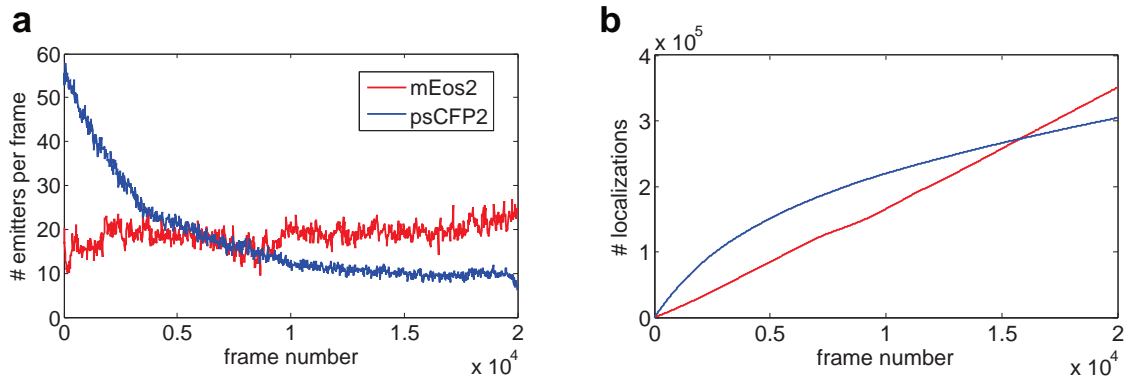 a
60
50
40
30
20
10
0
# emitters per frame
mEos2
psCFP2
0
0.5
1
1.5
2
frame number
x 10^4
b
x 10^5
4
3
2
1
0
# localizations
0
0.5
1
1.5
2
frame number
x 10^4